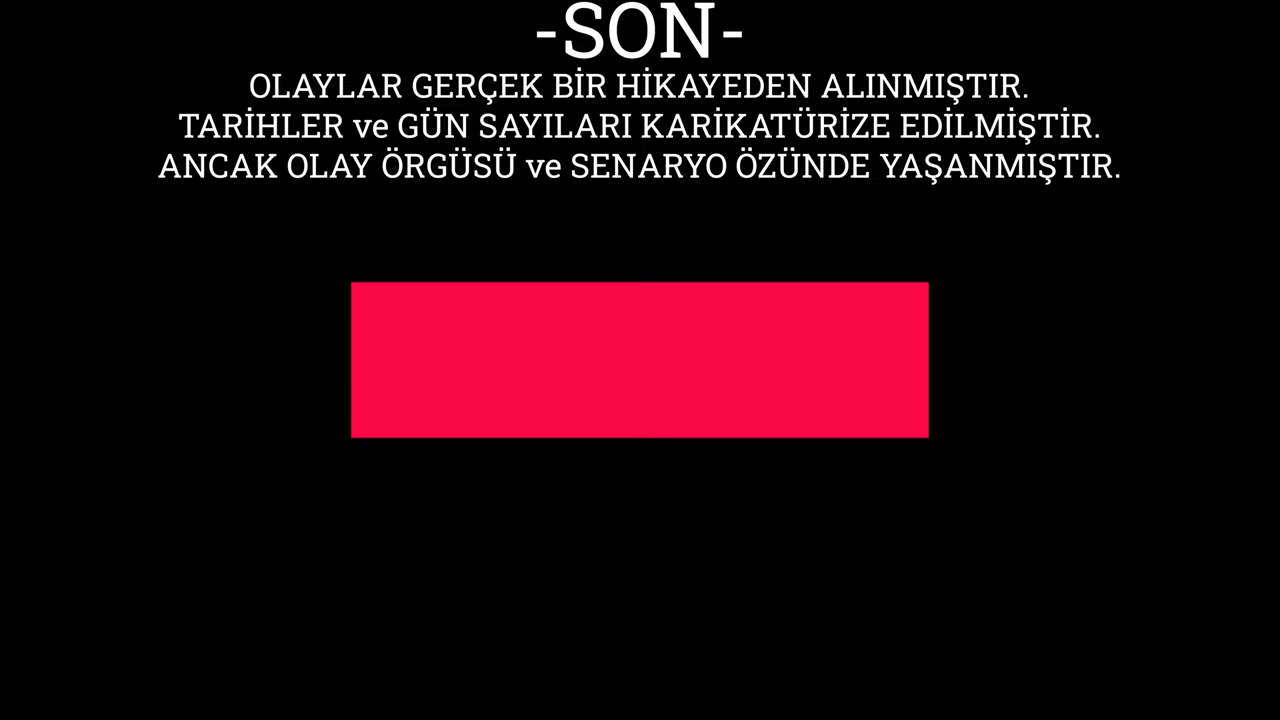 -SON-
OLAYLAR GERÇEK BİR HİKAYEDEN ALINMIŞTIR.
TARİHLER ve GÜN SAYILARI KARİKATÜRİZE EDİLMİŞTİR.
ANCAK OLAY ÖRGÜSÜ ve SENARYO ÖZÜNDE YAŞANMIŞTIR.